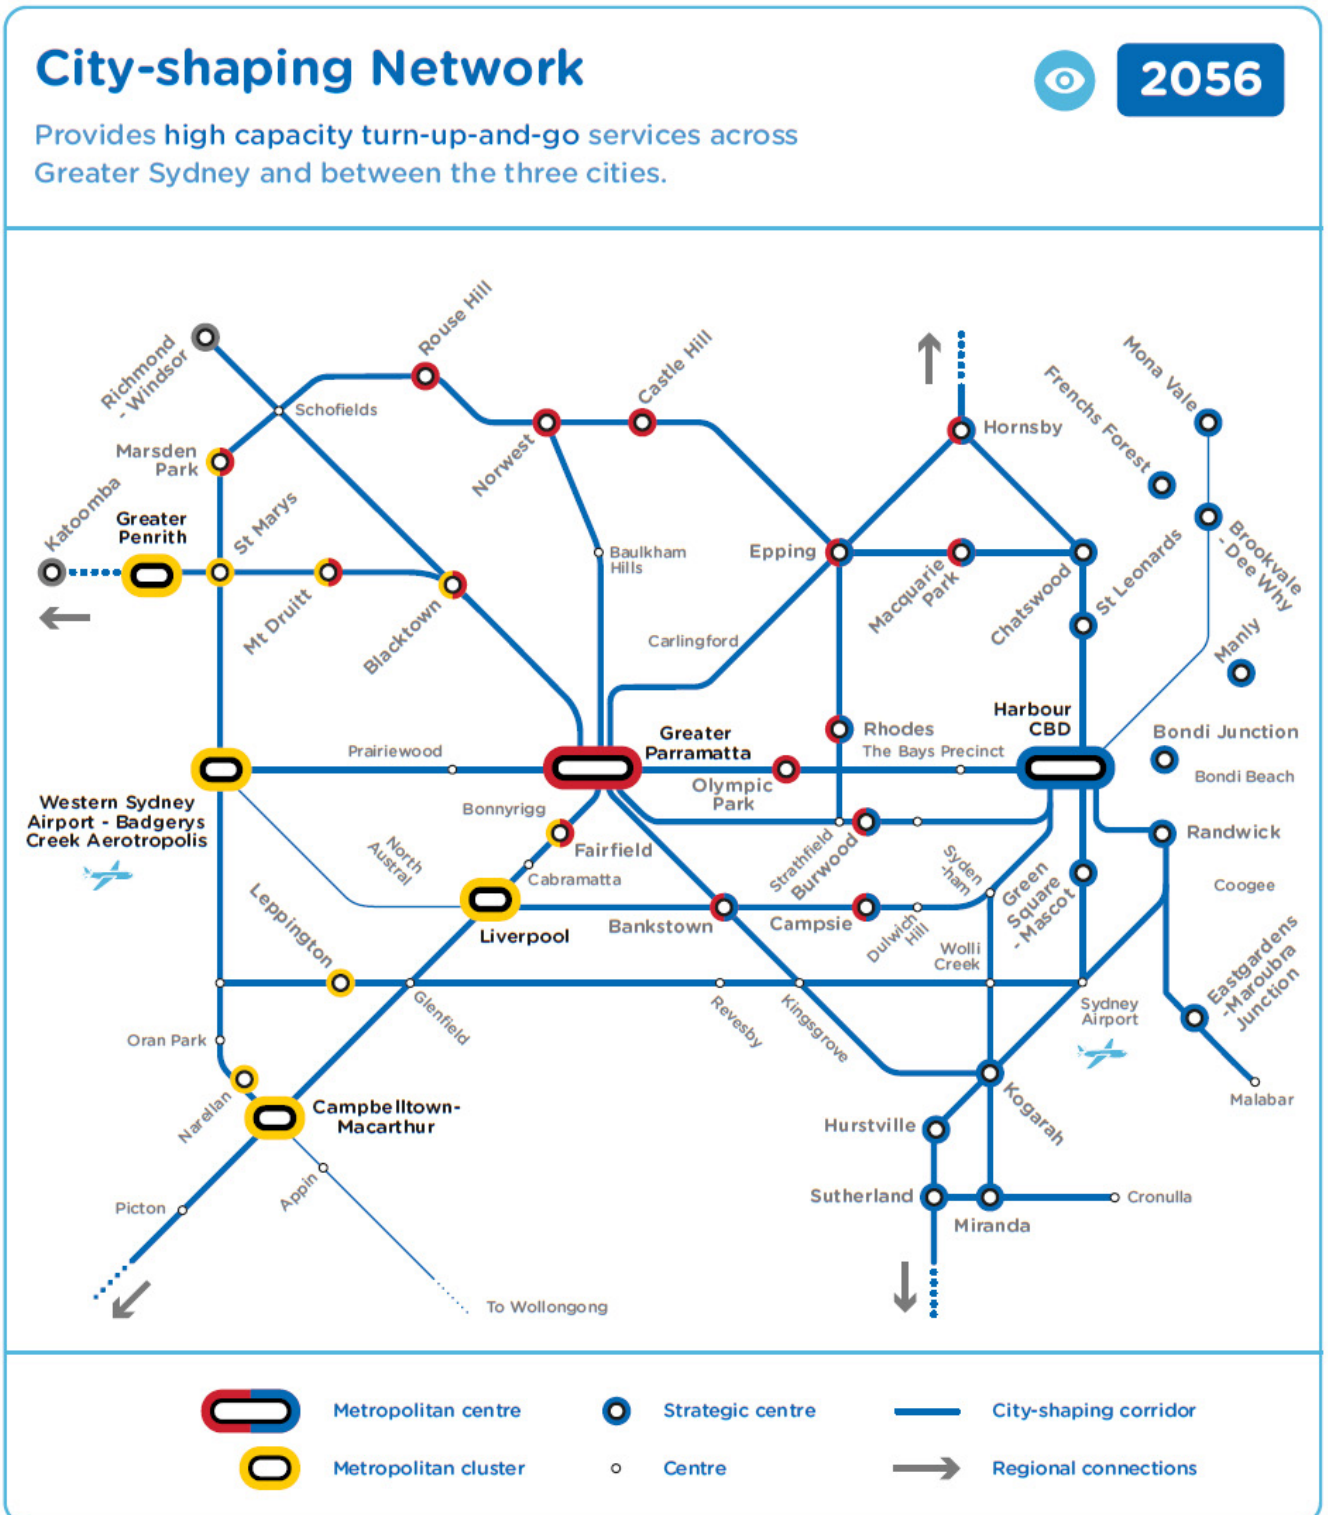 City-shaping Network
2056
Provides high capacity turn-up-and-go services across
Greater Sydney and between the three cities.
Richmond
- Windsor
Rouse Hill
Castle Hill
Schofields
Hornsby
Mona Vale
Frenchs Forest
Marsden
Park
Norwest
Katoomba
Greater
Penrith
St Marys
Mt Druitt
Blacktown
Baulkham
Hills
Epping
Macquarie
Park
Chatswood
St Leonards
Brookvale
- Dee Why
Manly
Carlingford
Harbour
CBD
Greater
Parramatta
Rhodes
The Bays Precinct
Bondi Junction
Bondi Beach
Prairiewood
Olympic
Park
Western Sydney
Airport - Badgerys
Creek Aerotropolis
Bonnyrigg
Fairfield
Cabramatta
North
Austral
Strathfield
Burwood
Syden
-ham
Green
Square
- Mascot
Randwick
Coogee
Leppington
Liverpool
Bankstown
Campsie
Dulwich
Hill
Wolli
Creek
Eastgardens
-Maroubra
Junction
Glenfield
Revesby
Kingsgrove
Sydney
Airport
Oran Park
Narellan
Campbelltown-
Macarthur
Kogarah
Malabar
Hurstville
Picton
Appin
Sutherland
Miranda
Cronulla
To Wollongong
Metropolitan centre
Strategic centre
City-shaping corridor
Metropolitan cluster
Centre
Regional connections